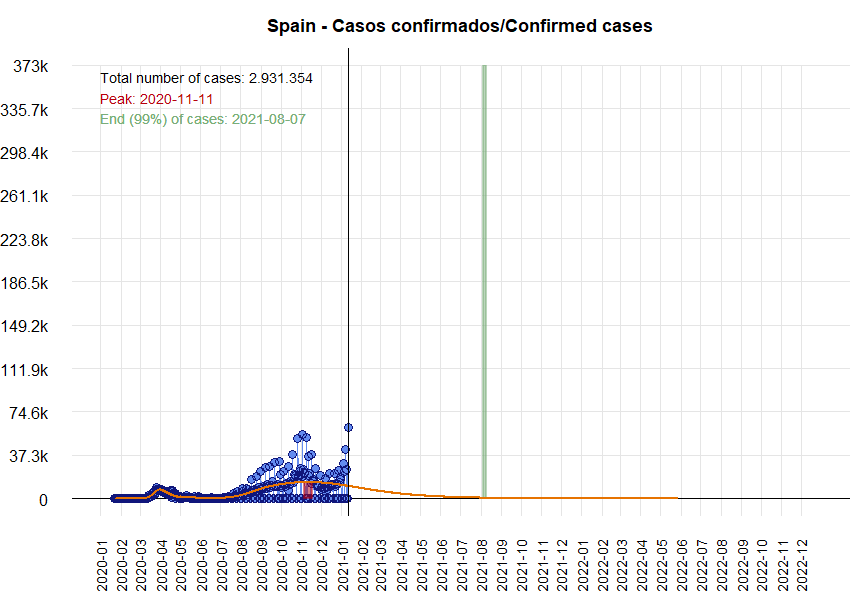 Spain - Casos confirmados/Confirmed cases
Total number of cases: 2.931.354
Peak: 2020-11-11
End (99%) of cases: 2021-08-07
373k
335.7k
298.4k
261.1k
223.8k
186.5k
149.2k
111.9k
74.6k
37.3k
0
2020-01
2020-02
2020-03
2020-04
2020-05
2020-06
2020-07
2020-08
2020-09
2020-10
2020-11
2020-12
2021-01
2021-02
2021-03
2021-04
2021-05
2021-06
2021-07
2021-08
2021-09
2021-10
2021-11
2021-12
2022-01
2022-02
2022-03
2022-04
2022-05
2022-06
2022-07
2022-08
2022-09
2022-10
2022-11
2022-12